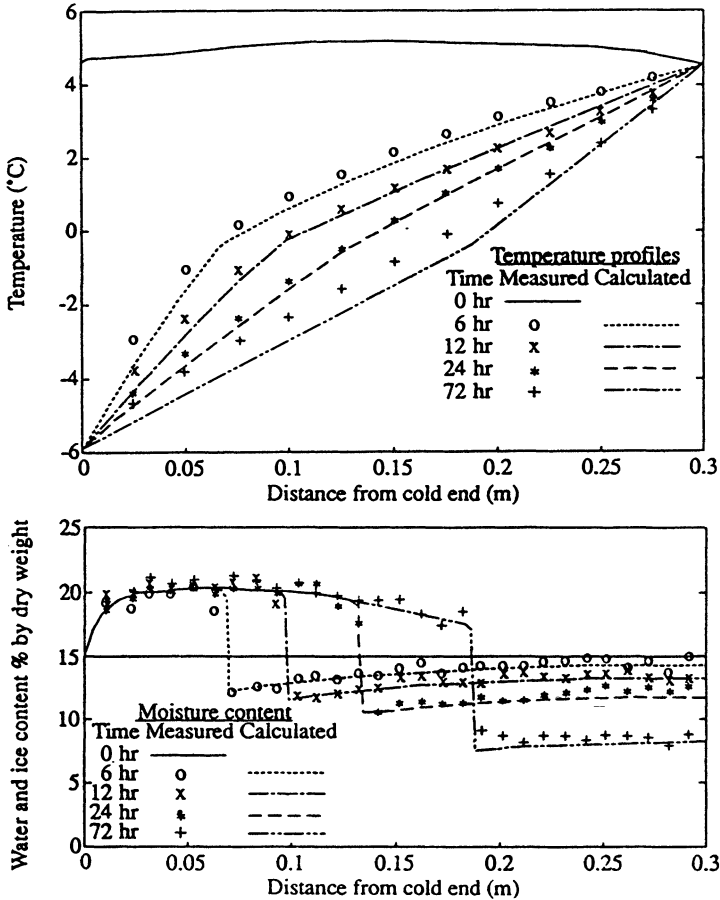 6
4
2
0
-2
-4
-6
Temperature (°C)
Temperature profiles
Time Measured Calculated
0 hr
6 hr o
12 hr x
24 hr *
72 hr +
0 0.05 0.1 0.15 0.2 0.25 0.3
Distance from cold end (m)
25
20
15
10
5
0
Water and ice content % by dry weight
Moisture content
Time Measured Calculated
0 hr
6 hr o
12 hr x
24 hr *
72 hr +
0 0.05 0.1 0.15 0.2 0.25 0.3
Distance from cold end (m)